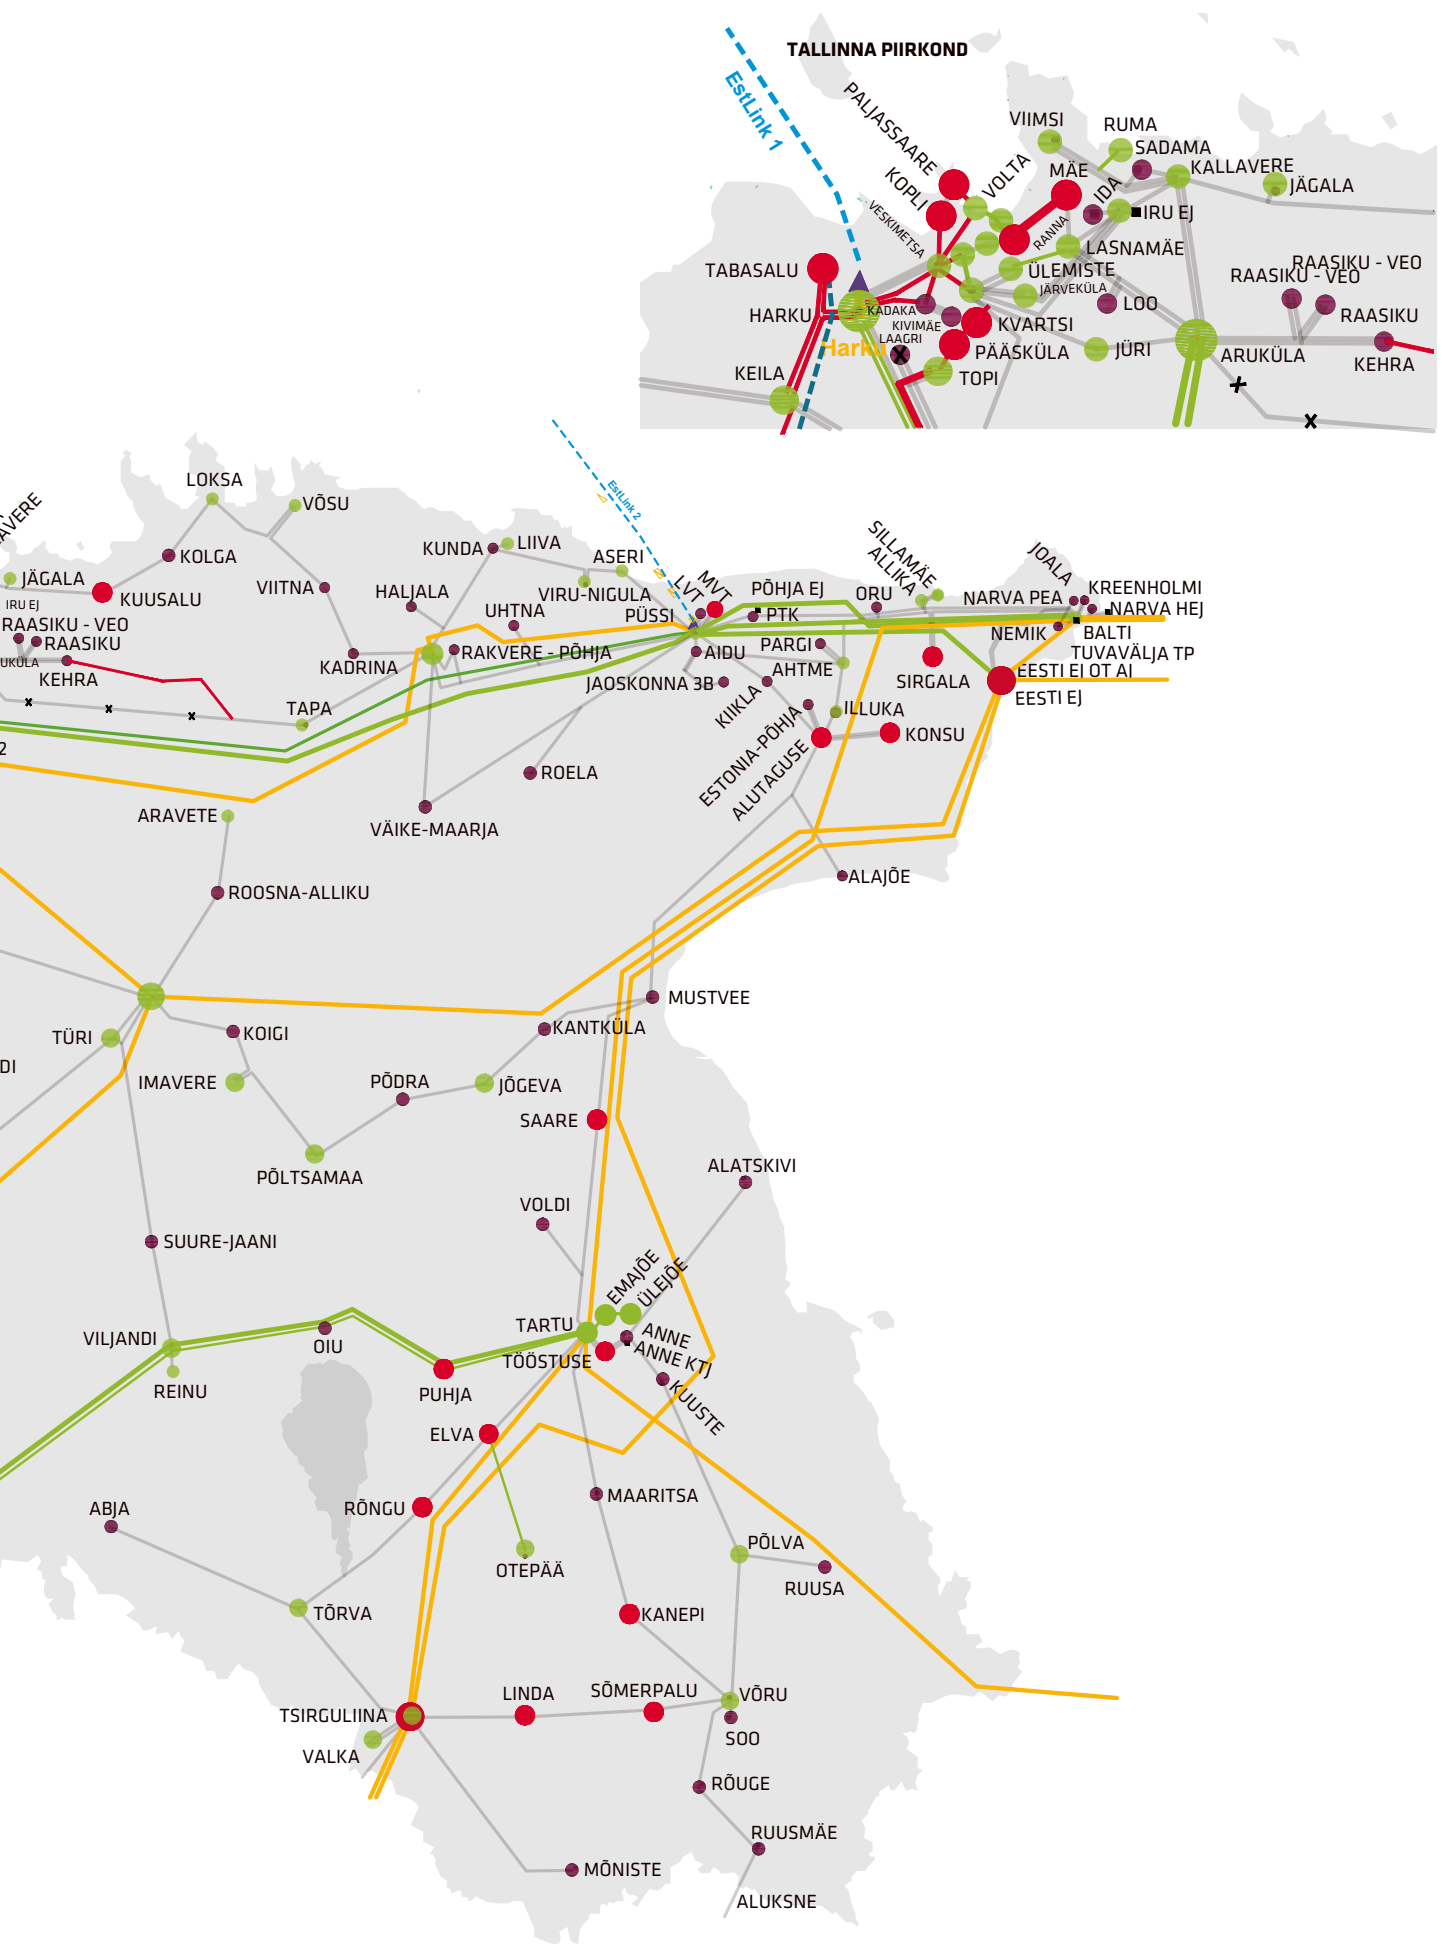 TALLINNA PIIRKOND
EstLink 1
PALJASSAARE
KOPLI
VESKIMETSA
VOLTA
VIIMSI
RUMA
SADAMA
MÄE
IDA
KALLAVERE
JÄGALA
IRU EJ
RANNA
LASNAMÄE
TABASALU
ÜLEMISTE
JÄRVEKÜLA
RAASIKU - VEO
RAASIKU - VEO
HARKU
KADAKA
KIVIMÄE
LAAGRI
Harku
LOO
KVARTSI
RAASIKU
PÄÄSKÜLA
JÜRI
ARUKÜLA
KEHRA
KEILA
TOPI
EstLink 2
LOKSA
VÕSU
AVERE
KOLGA
KUNDA
LIIVA
ASERI
SILLAMÄE
ALLIKA
JOALA
JÄGALA
KUUSALU
VIITNA
HALJALA
VIRU-NIGULA
LVT
MVT
PÕHJA EJ
ORU
NARVA PEA
KREENHOLMI
IRU EJ
UHTNA
PÜSSI
PTK
NARVA HEJ
RAASIKU - VEO
RAASIKU
NEMIK
BALTI
UKÜLA
KADRINA
RAKVERE - PÕHJA
AIDU
PARGI
TUVAVÄLJA TP
KEHRA
AHTME
EESTI EJ OT AJ
JAOSKONNA 3B
SIRGALA
EESTI EJ
TAPA
KIIKLA
ILLUKA
ESTONIA-PÕHJA
KONSU
2
ALUTAGUSE
ROELA
ARAVETE
VÄIKE-MAARJA
ALAJÕE
ROOSNA-ALLIKU
MUSTVEE
TÜRI
KOIGI
KANTKÜLA
DI
IMAVERE
PÕDRA
JÕGEVA
SAARE
PÕLTSAMAA
ALATSKIVI
VOLDI
SUURE-JAANI
EMAJÕE
ÜLEJÕE
VILJANDI
OIU
TARTU
ANNE
ANNE KTJ
TÖÖSTUSE
REINU
PUHJA
KUUSTE
ELVA
ABJA
RÕNGU
MAARITSA
PÕLVA
OTEPÄÄ
RUUSA
TÕRVA
KANEPI
LINDA
SÕMERPALU
VÕRU
TSIRGULIINA
SOO
VALKA
RÕUGE
RUUSMÄE
MÕNISTE
ALUKSNE